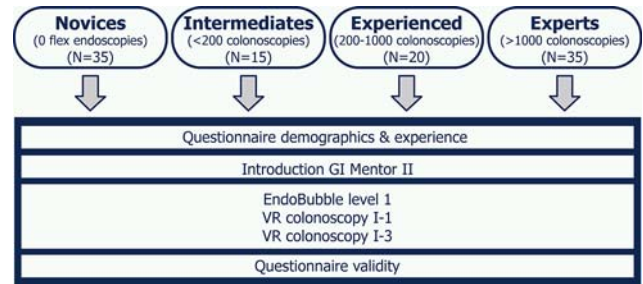 Novices
(0 flex endoscopies)
(N=35)
Intermediates
(<200 colonoscopies)
(N=15)
Experienced
(200-1000 colonoscopies)
(N=20)
Experts
(>1000 colonoscopies)
(N=35)
Questionnaire demographics & experience
Introduction GI Mentor II
EndoBubble level 1
VR colonoscopy I-1
VR colonoscopy I-3
Questionnaire validity